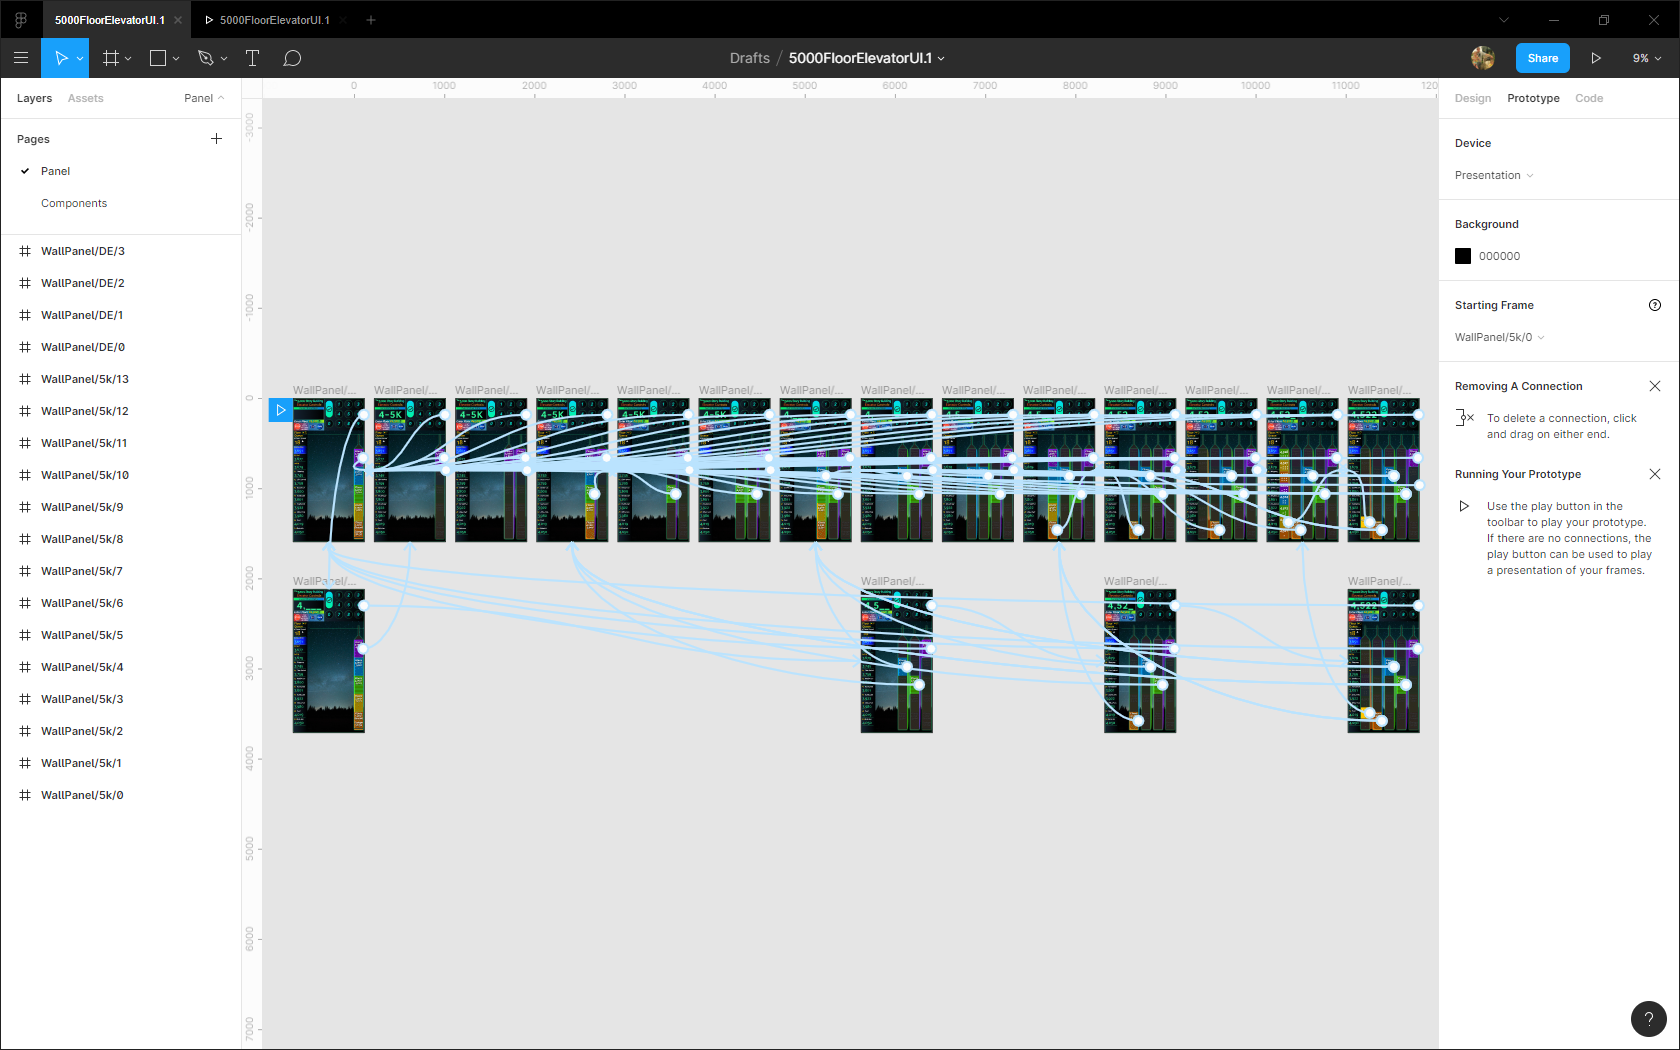 5000FloorElevatorUI.1
5000FloorElevatorUI.1
Drafts / 5000FloorElevatorUI.1
Share
9%
Layers
Assets
Panel
Pages
Panel
Components
WallPanel/DE/3
WallPanel/DE/2
WallPanel/DE/1
WallPanel/DE/0
WallPanel/5k/13
WallPanel/5k/12
WallPanel/5k/11
WallPanel/5k/10
WallPanel/5k/9
WallPanel/5k/8
WallPanel/5k/7
WallPanel/5k/6
WallPanel/5k/5
WallPanel/5k/4
WallPanel/5k/3
WallPanel/5k/2
WallPanel/5k/1
WallPanel/5k/0
0 1000 2000 3000 4000 5000 6000 7000 8000 9000 10000 11000 120
-3000
-2000
-1000
0
1000
2000
3000
4000
5000
6000
7000
WallPanel/... WallPanel/... WallPanel/... WallPanel/... WallPanel/... WallPanel/... WallPanel/... WallPanel/... WallPanel/... WallPanel/... WallPanel/... WallPanel/... WallPanel/... WallPanel/...
4-5K
WallPanel/... WallPanel/... WallPanel/... WallPanel/...
Design
Prototype
Code
Device
Presentation
Background
000000
Starting Frame
WallPanel/5k/0
Removing A Connection
To delete a connection, click
and drag on either end.
Running Your Prototype
Use the play button in the
toolbar to play your prototype.
If there are no connections, the
play button can be used to play
a presentation of your frames.
?